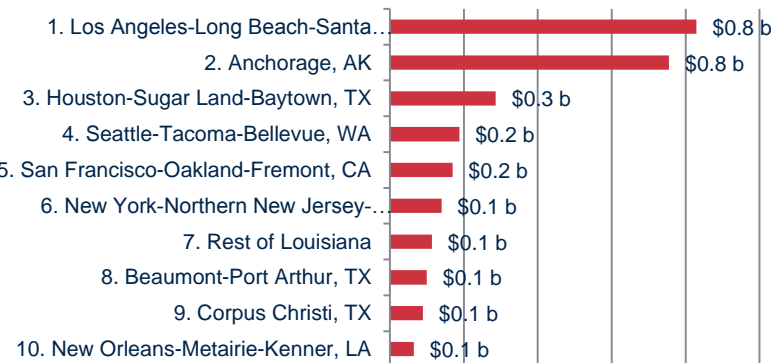 1. Los Angeles-Long Beach-Santa… $0.8 b
2. Anchorage, AK $0.8 b
3. Houston-Sugar Land-Baytown, TX $0.3 b
4. Seattle-Tacoma-Bellevue, WA $0.2 b
5. San Francisco-Oakland-Fremont, CA $0.2 b
6. New York-Northern New Jersey-… $0.1 b
7. Rest of Louisiana $0.1 b
8. Beaumont-Port Arthur, TX $0.1 b
9. Corpus Christi, TX $0.1 b
10. New Orleans-Metairie-Kenner, LA $0.1 b